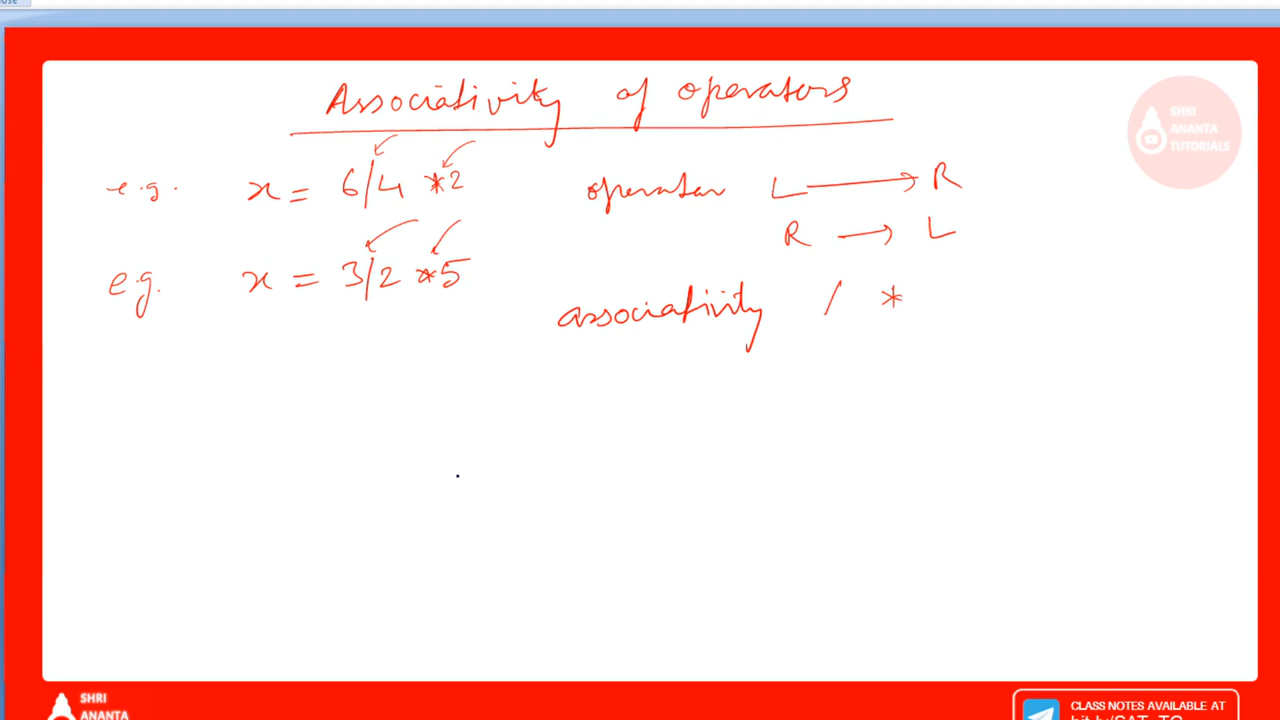 Associativity of operators
e.g. x = 6/4 *2 operator L → R
R → L
e.g. x = 3/2 *5
associativity / *
SHRI
ANANTA
TUTORIALS
SHRI
ANANTA
CLASS NOTES AVAILABLE AT